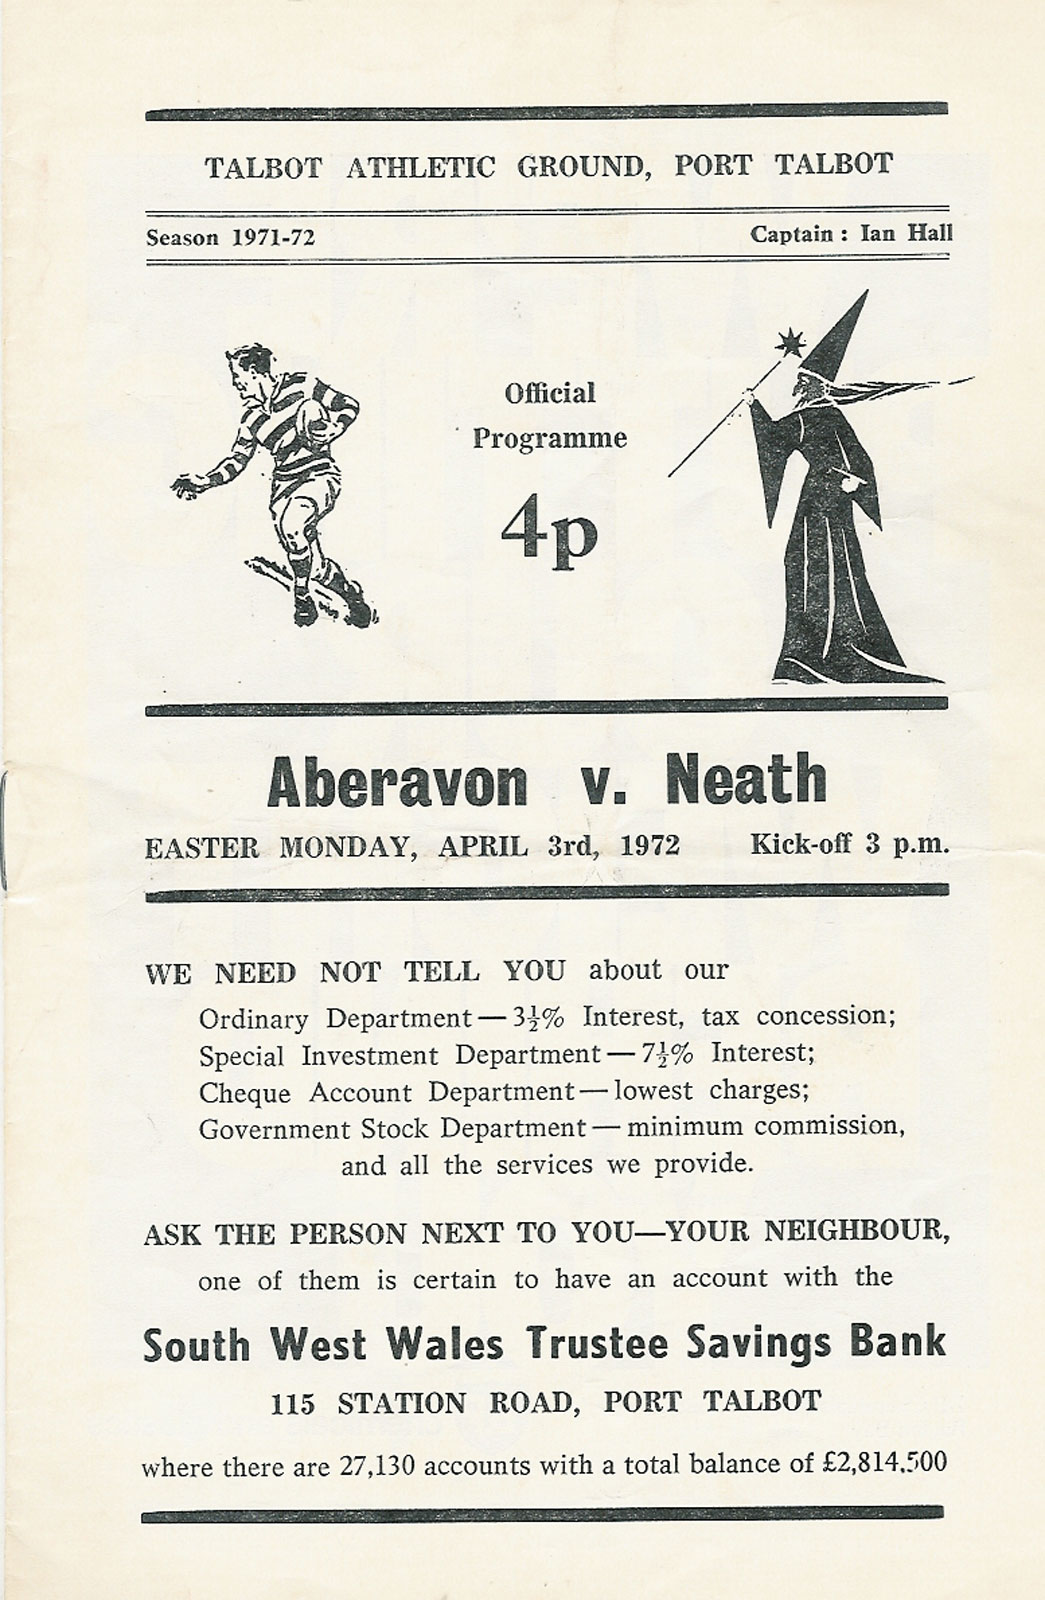 TALBOT ATHLETIC GROUND, PORT TALBOT
Season 1971-72 Captain : Ian Hall
Official
Programme
4p
Aberavon v. Neath
EASTER MONDAY, APRIL 3rd, 1972 Kick-off 3 p.m.
WE NEED NOT TELL YOU about our
Ordinary Department — 3½% Interest, tax concession;
Special Investment Department — 7½% Interest;
Cheque Account Department — lowest charges;
Government Stock Department — minimum commission,
and all the services we provide.
ASK THE PERSON NEXT TO YOU—YOUR NEIGHBOUR,
one of them is certain to have an account with the
South West Wales Trustee Savings Bank
115 STATION ROAD, PORT TALBOT
where there are 27,130 accounts with a total balance of £2,814,500